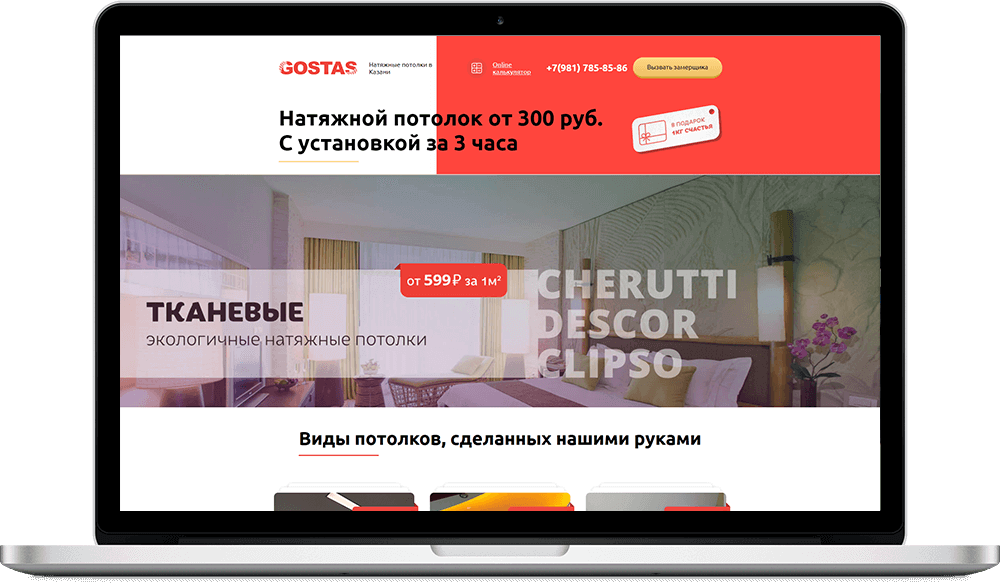 GOSTAS
Натяжные потолки в
Казани
Online
калькулятор
+7(981) 785-85-86
Вызвать замерщика
Натяжной потолок от 300 руб.
С установкой за 3 часа
В ПОДАРОК
1КГ СЧАСТЬЯ
от 599₽ за 1м²
ТКАНЕВЫЕ
экологичные натяжные потолки
CHERUTTI
DESCOR
CLIPSO
Виды потолков, сделанных нашими руками